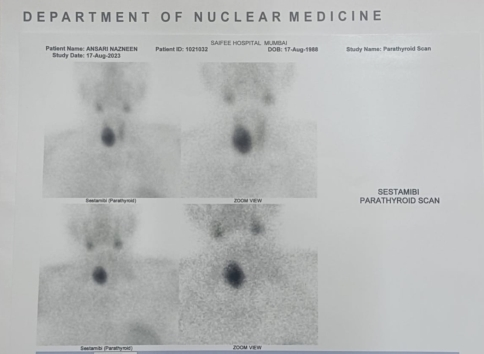 DEPARTMENT OF NUCLEAR MEDICINE
SAIFEE HOSPITAL MUMBAI
Patient Name: ANSARI NAZNEEN Patient ID: 1021032 DOB: 17-Aug-1988 Study Name: Parathyroid Scan
Study Date: 17-Aug-2023
Sestamibi (Parathyroid) ZOOM VIEW
SESTAMIBI
PARATHYROID SCAN
Sestamibi (Parathyroid) ZOOM VIEW